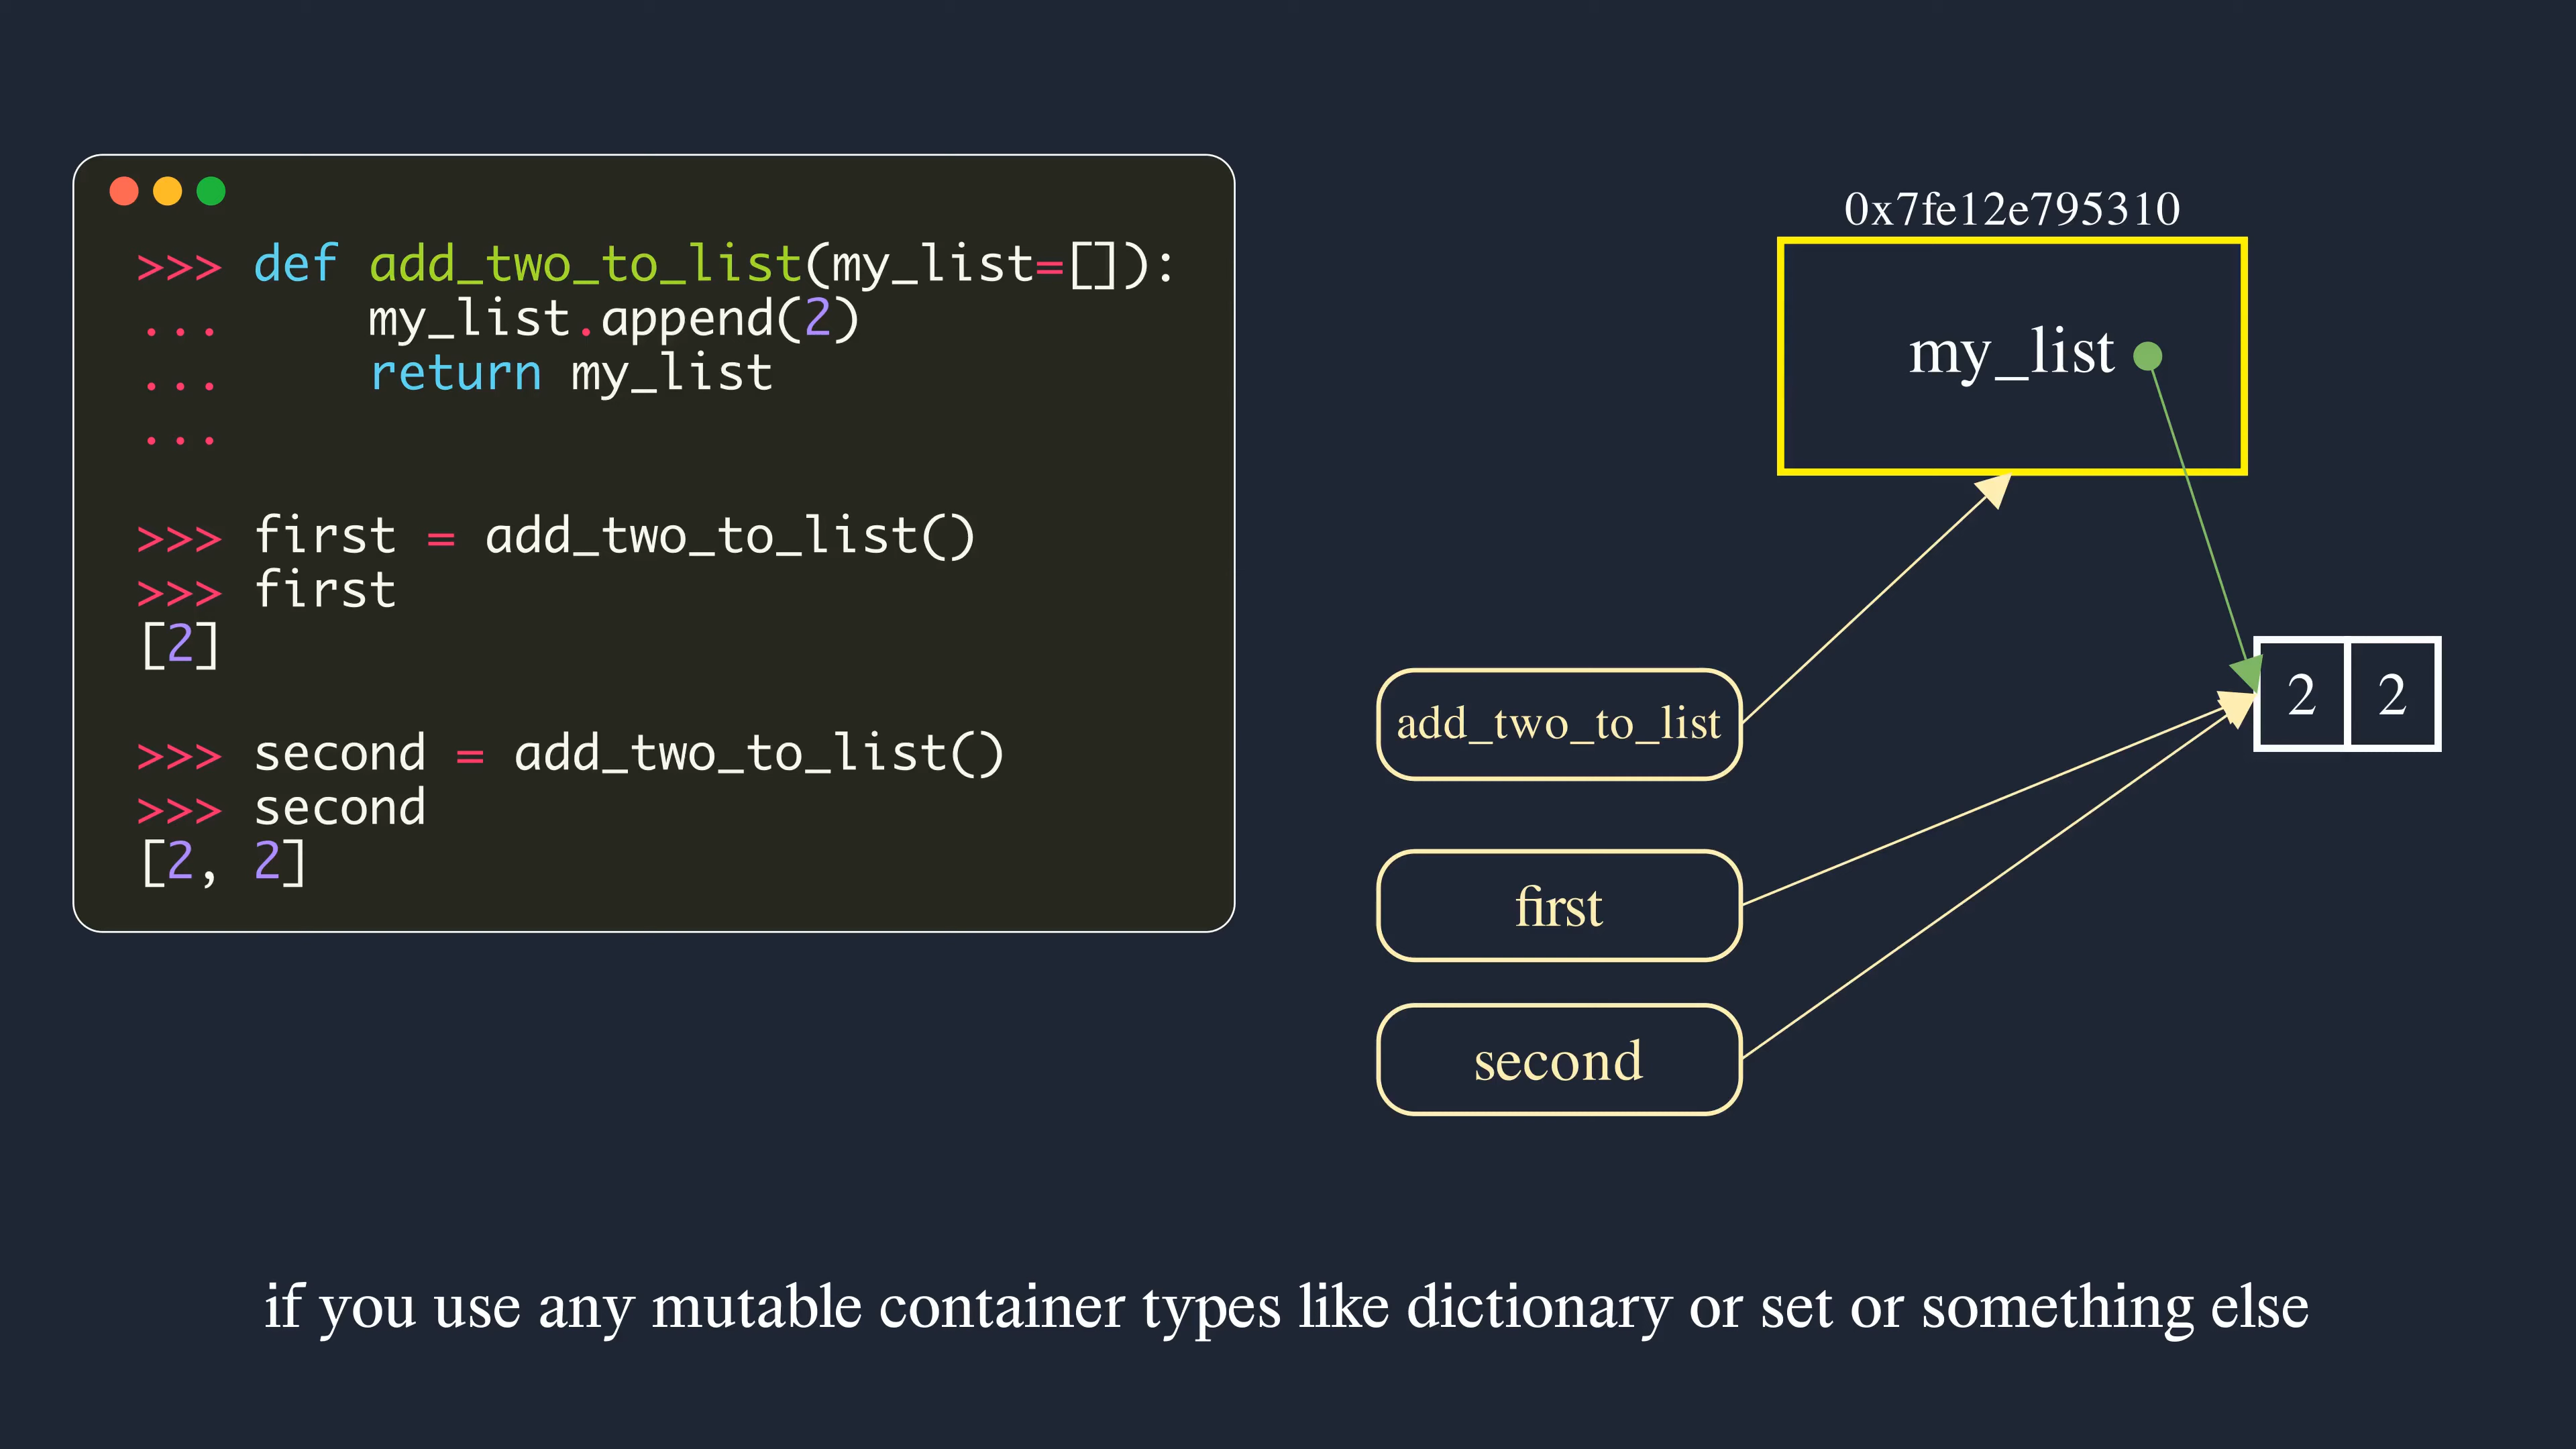 >>> def add_two_to_list(my_list=[]):
...     my_list.append(2)
...     return my_list
...
>>> first = add_two_to_list()
>>> first
[2]
>>> second = add_two_to_list()
>>> second
[2, 2]
0x7fe12e795310
my_list
add_two_to_list
2 2
first
second
if you use any mutable container types like dictionary or set or something else